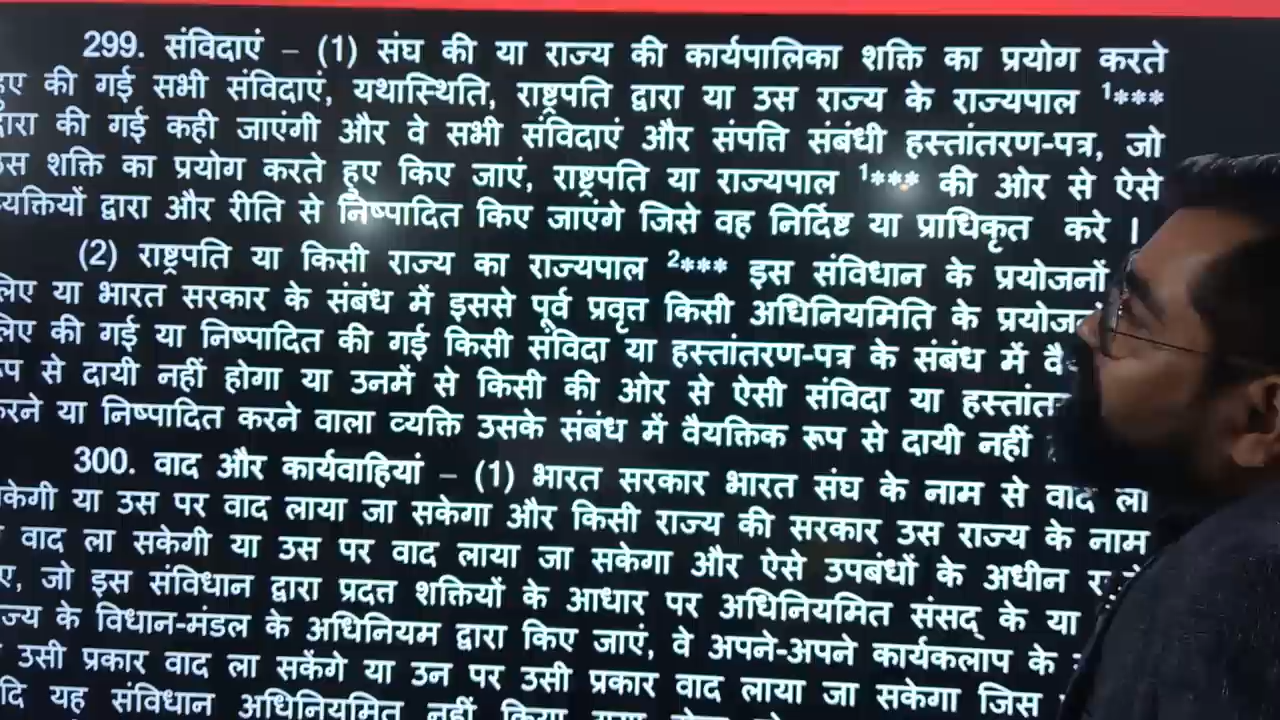 299. संविदाएं – (1) संघ की या राज्य की कार्यपालिका शक्ति का प्रयोग करते
की गई सभी संविदाएं, यथास्थिति, राष्ट्रपति द्वारा या उस राज्य के राज्यपाल ¹***
की गई कही जाएंगी और वे सभी संविदाएं और संपति संबंधी हस्तांतरण-पत्र, जो
शक्ति का प्रयोग करते हुए किए जाएं, राष्ट्रपति या राज्यपाल ¹*** की ओर से ऐसे
द्वारा और रीति से निष्पादित किए जाएंगे जिसे वह निर्दिष्ट या प्राधिकृत करे ।
(2) राष्ट्रपति या किसी राज्य का राज्यपाल ²*** इस संविधान के प्रयोजनों
या भारत सरकार के संबंध में इससे पूर्व प्रवृत्त किसी अधिनियमिति के
की गई या निष्पादित की गई किसी संविदा या हस्तांतरण-पत्र के संबंध में
से दायी नहीं होगा या उनमें से किसी की ओर से ऐसी संविदा या
या निष्पादित करने वाला व्यक्ति उसके संबंध में वैयक्तिक रूप से दायी नहीं
300. वाद और कार्यवाहियां – (1) भारत सरकार भारत संघ के नाम से वाद ला
या उस पर वाद लाया जा सकेगा और किसी राज्य की सरकार उस राज्य के नाम
वाद ला सकेगी या उस पर वाद लाया जा सकेगा और ऐसे उपबंधों के अधीन
जो इस संविधान द्वारा प्रदत्त शक्तियों के आधार पर अधिनियमित संसद् के या
के विधान-मंडल के अधिनियम द्वारा किए जाएं, वे अपने-अपने कार्यकलाप के
उसी प्रकार वाद ला सकेंगे या उन पर उसी प्रकार वाद लाया जा सकेगा जिस
यह संविधान अधिनियमित नहीं किया